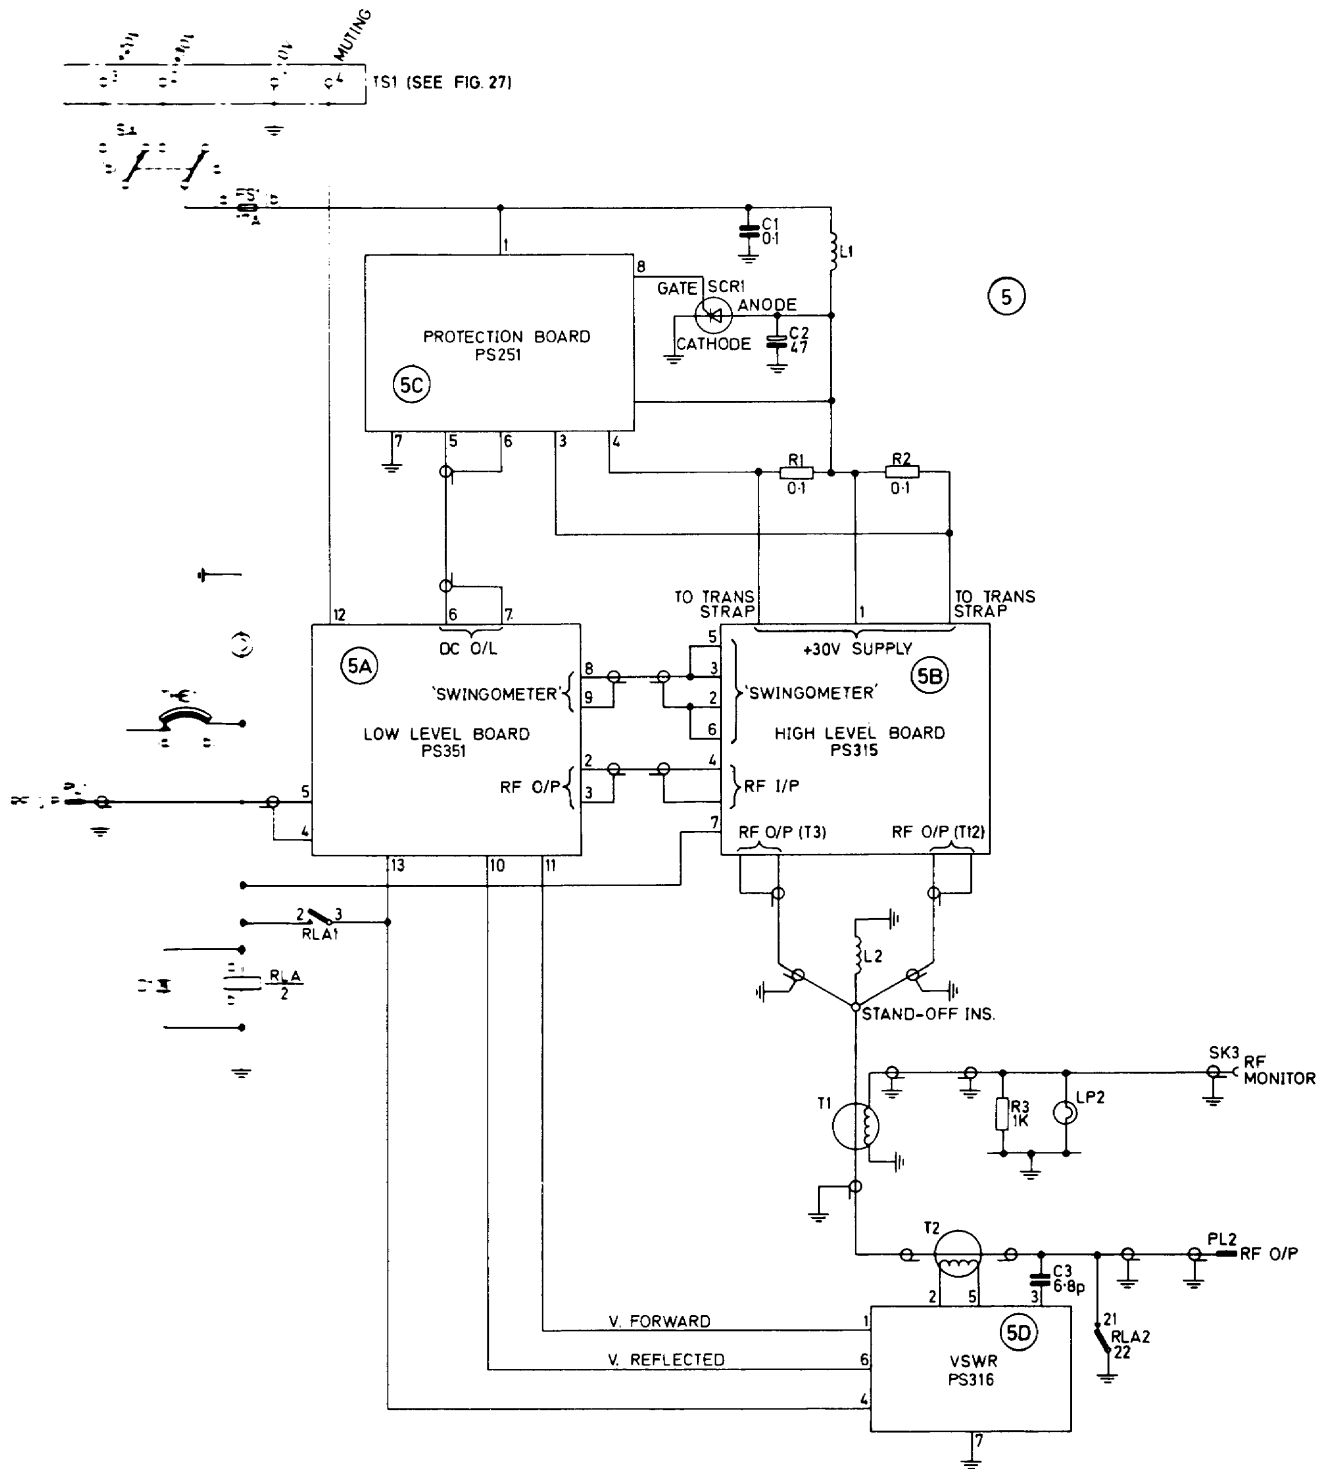 MUTING
4
TS1 (SEE FIG. 27)
1
C1
0·1
L1
8
GATE
SCR1
ANODE
CATHODE
C2
47
5
PROTECTION BOARD
PS251
5C
7
5
6
3
4
R1
0·1
R2
0·1
TO TRANS
STRAP
TO TRANS
STRAP
12
6
7
1
DC O/L
+30V SUPPLY
5A
5B
8
9
'SWINGOMETER'
5
3
2
6
'SWINGOMETER'
LOW LEVEL BOARD
PS351
HIGH LEVEL BOARD
PS315
2
3
RF O/P
4
RF I/P
5
4
7
RF O/P (T3)
RF O/P (T12)
13
10
11
2
3
RLA1
RLA
2
L2
STAND-OFF INS.
SK3
RF
MONITOR
T1
R3
1K
LP2
T2
PL2
RF O/P
C3
6·8p
2
5
3
V. FORWARD
1
5D
V. REFLECTED
6
VSWR
PS316
4
21
RLA2
22
7